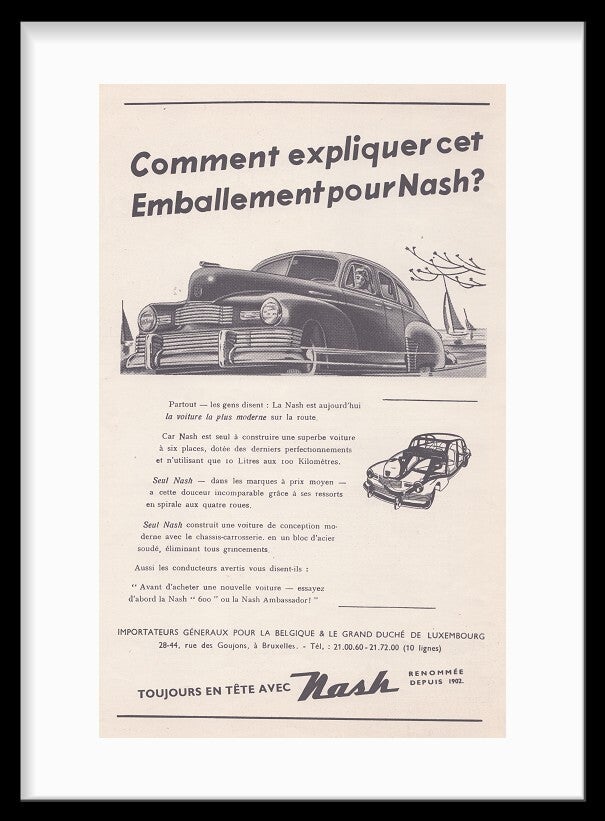 Comment expliquer cet
Emballement pour Nash?
Partout — les gens disent : La Nash est aujourd'hui
la voiture la plus moderne sur la route.
Car Nash est seul à construire une superbe voiture
à six places, dotée des derniers perfectionnements
et n'utilisant que 10 Litres aux 100 Kilomètres.
Seul Nash — dans les marques à prix moyen —
a cette douceur incomparable grâce à ses ressorts
en spirale aux quatre roues.
Seul Nash construit une voiture de conception mo-
derne avec le chassis-carrosserie. en un bloc d'acier
soudé, éliminant tous grincements.
Aussi les conducteurs avertis vous disent-ils :
" Avant d'acheter une nouvelle voiture — essayez
d'abord la Nash " 600 " ou la Nash Ambassador! "
IMPORTATEURS GÉNERAUX POUR LA BELGIQUE & LE GRAND DUCHÉ DE LUXEMBOURG
28-44, rue des Goujons, à Bruxelles. - Tél. : 21.00.60 - 21.72.00 (10 lignes)
TOUJOURS EN TÊTE AVEC Nash RENOMMÉE
DEPUIS 1902.